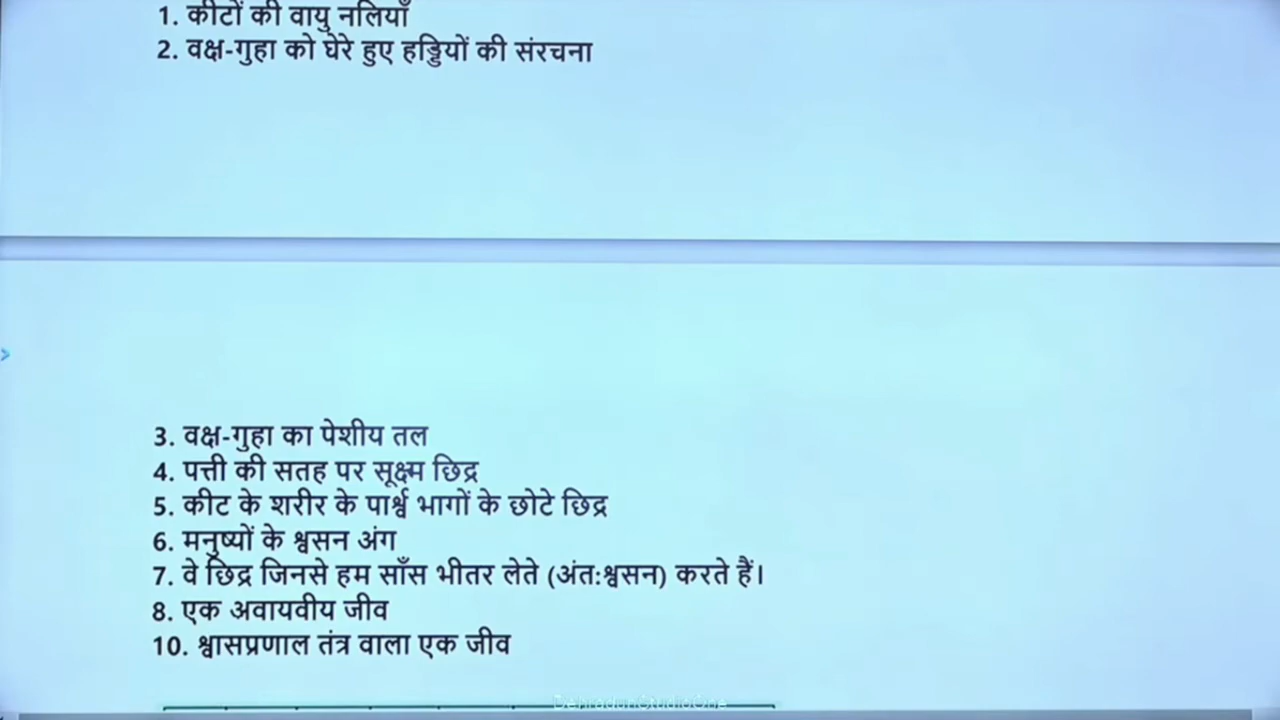 1. कीटों की वायु नलियाँ
2. वक्ष-गुहा को घेरे हुए हड्डियों की संरचना
3. वक्ष-गुहा का पेशीय तल
4. पत्ती की सतह पर सूक्ष्म छिद्र
5. कीट के शरीर के पार्श्व भागों के छोटे छिद्र
6. मनुष्यों के श्वसन अंग
7. वे छिद्र जिनसे हम साँस भीतर लेते (अंत:श्वसन) करते हैं।
8. एक अवायवीय जीव
10. श्वासप्रणाल तंत्र वाला एक जीव
DehradunStudioOne